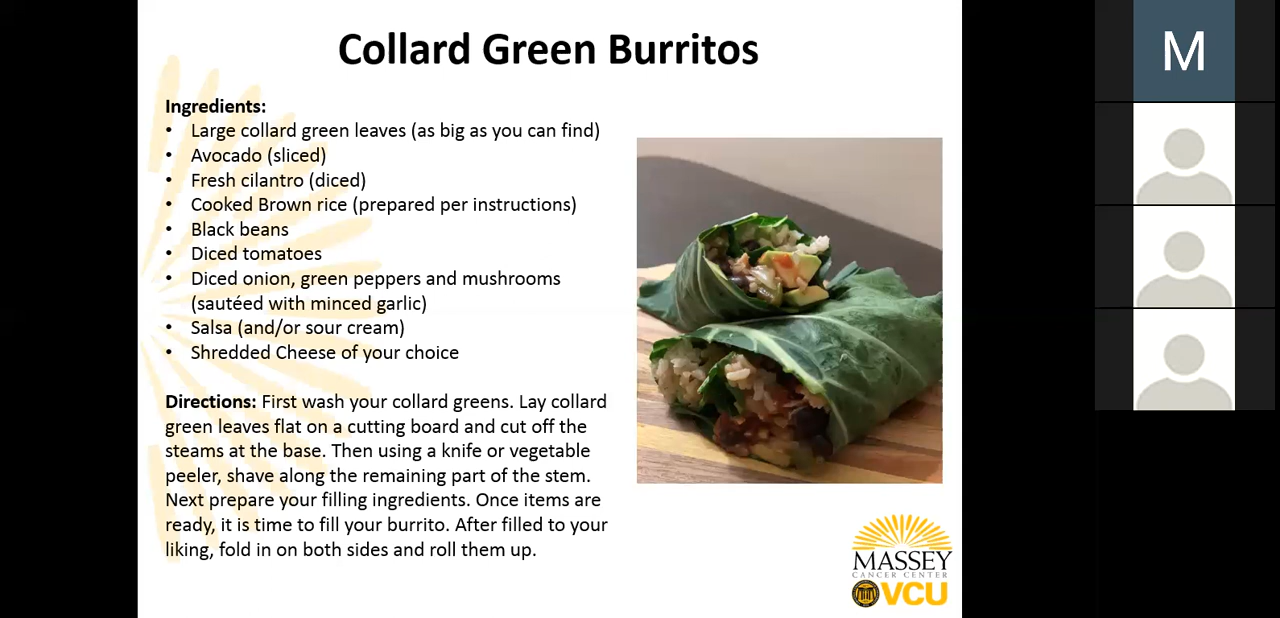 Collard Green Burritos
Ingredients:
• Large collard green leaves (as big as you can find)
• Avocado (sliced)
• Fresh cilantro (diced)
• Cooked Brown rice (prepared per instructions)
• Black beans
• Diced tomatoes
• Diced onion, green peppers and mushrooms
(sautéed with minced garlic)
• Salsa (and/or sour cream)
• Shredded Cheese of your choice
Directions: First wash your collard greens. Lay collard
green leaves flat on a cutting board and cut off the
steams at the base. Then using a knife or vegetable
peeler, shave along the remaining part of the stem.
Next prepare your filling ingredients. Once items are
ready, it is time to fill your burrito. After filled to your
liking, fold in on both sides and roll them up.
MASSEY
CANCER CENTER
VCU
M